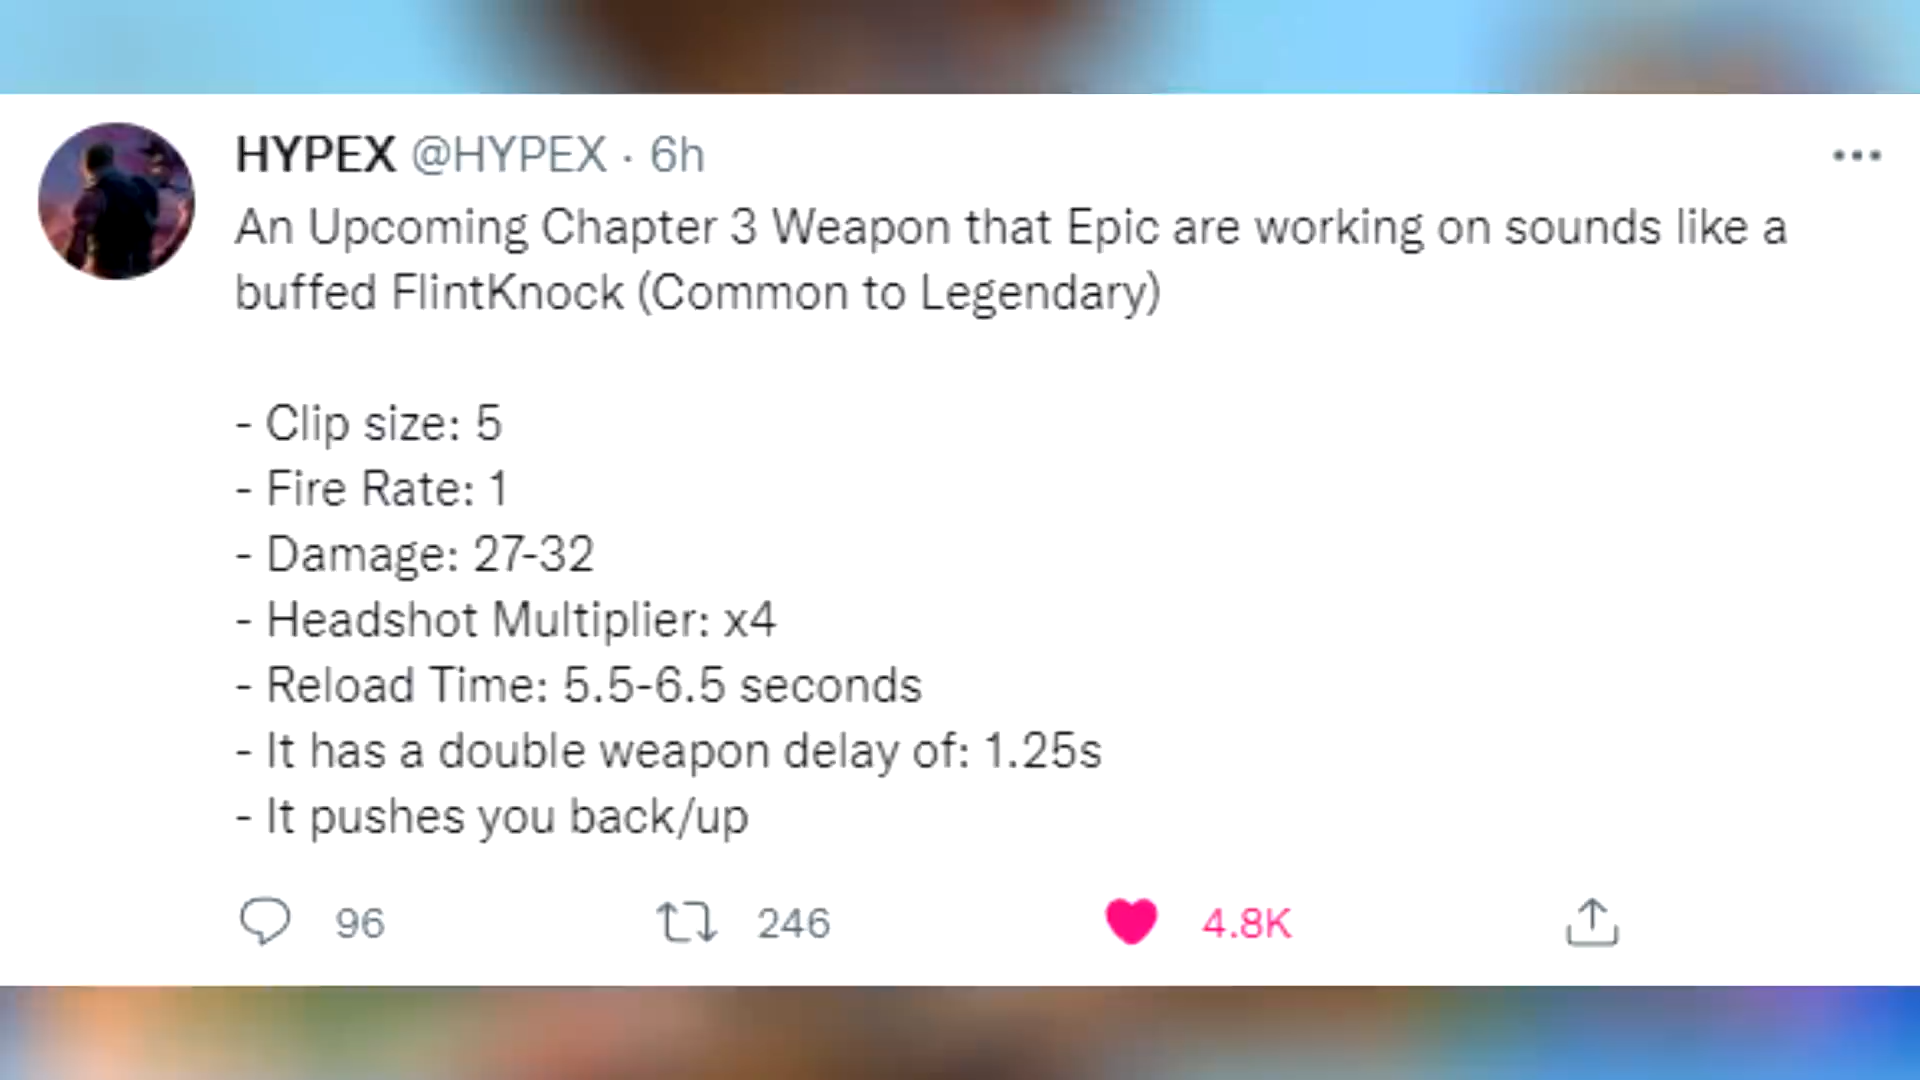 HYPEX @HYPEX · 6h
An Upcoming Chapter 3 Weapon that Epic are working on sounds like a
buffed FlintKnock (Common to Legendary)
- Clip size: 5
- Fire Rate: 1
- Damage: 27-32
- Headshot Multiplier: x4
- Reload Time: 5.5-6.5 seconds
- It has a double weapon delay of: 1.25s
- It pushes you back/up
96 246 4.8K